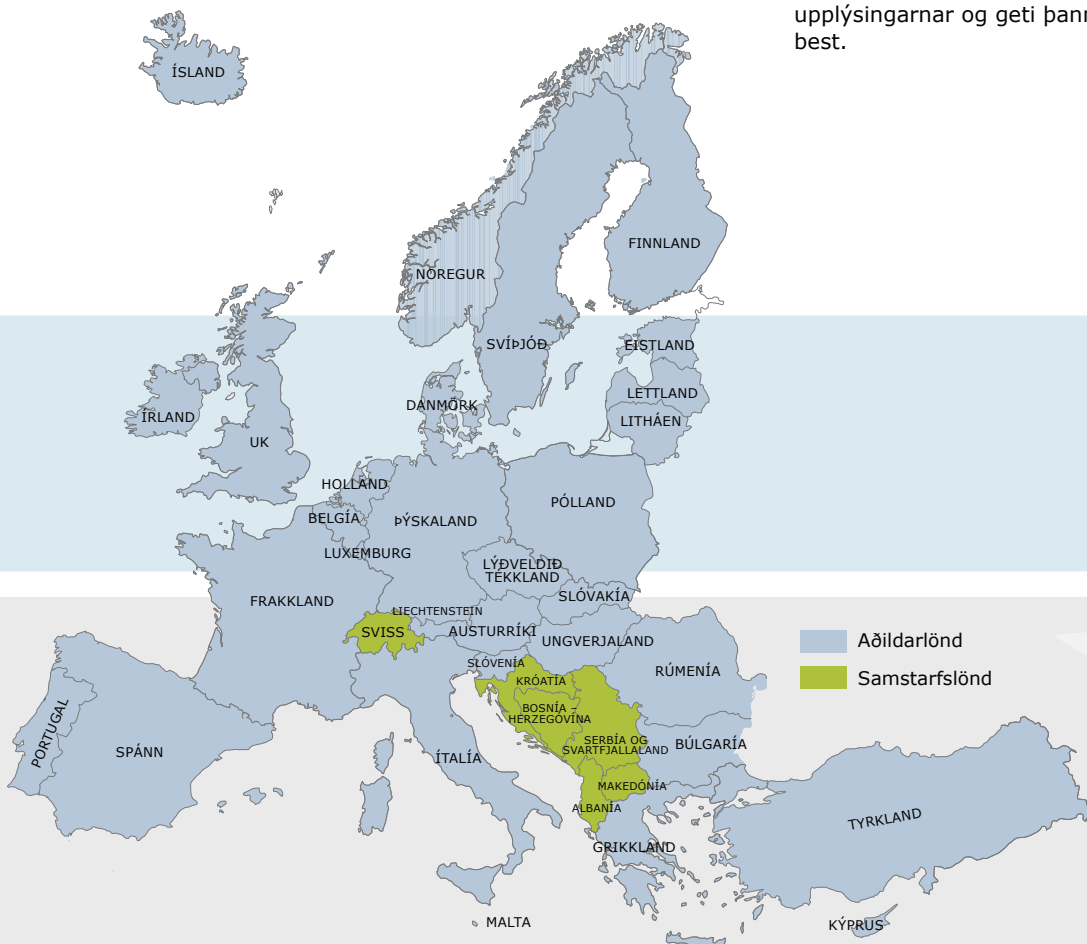 upplýsingarnar og geti þann
best.
ÍSLAND
FINNLAND
NOREGUR
SVÍÞJÓÐ
EISTLAND
LETTLAND
DANMÖRK
LITHÁEN
ÍRLAND
UK
HOLLAND
PÓLLAND
BELGÍA
ÞÝSKALAND
LUXEMBURG
LÝÐVELDIÐ
TÉKKLAND
SLÓVAKÍA
FRAKKLAND
LIECHTENSTEIN
SVISS
AUSTURRÍKI
UNGVERJALAND
Aðildarlönd
SLÓVENÍA
RÚMENÍA
KRÓATÍA
Samstarfslönd
BOSNÍA –
HERZEGÓVÍNA
PORTUGAL
SPÁNN
SERBÍA OG
SVARTFJALLALAND
BÚLGARÍA
ÍTALÍA
MAKEDÓNÍA
ALBANÍA
TYRKLAND
GRIKKLAND
MALTA
KÝPRUS